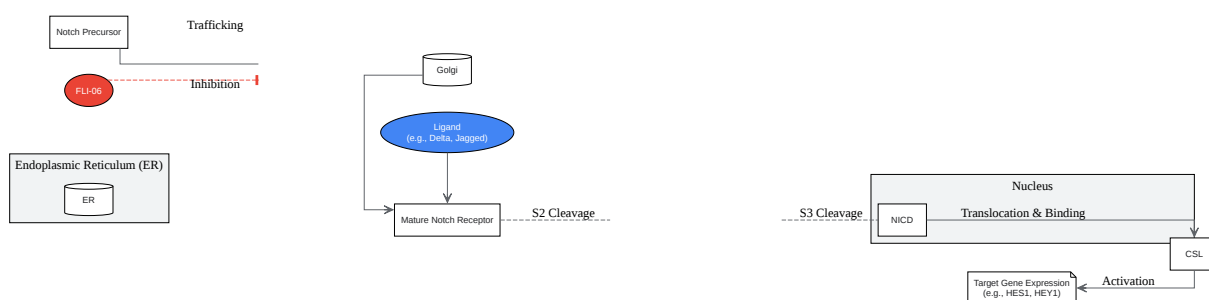 Notch Precursor
Trafficking
FLI-06
Inhibition
Endoplasmic Reticulum (ER)
ER
Golgi
Ligand
(e.g., Delta, Jagged)
Mature Notch Receptor
S2 Cleavage
S3 Cleavage
Nucleus
NICD
Translocation & Binding
CSL
Activation
Target Gene Expression
(e.g., HES1, HEY1)